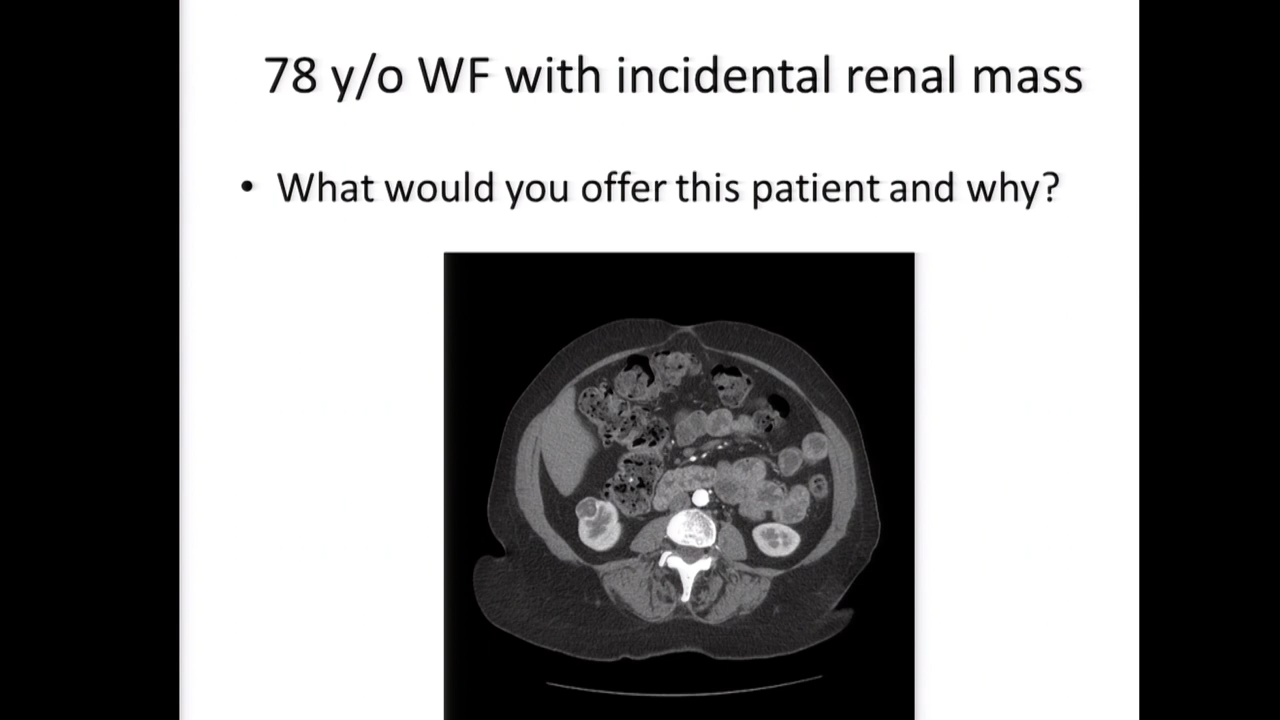 78 y/o WF with incidental renal mass
• What would you offer this patient and why?